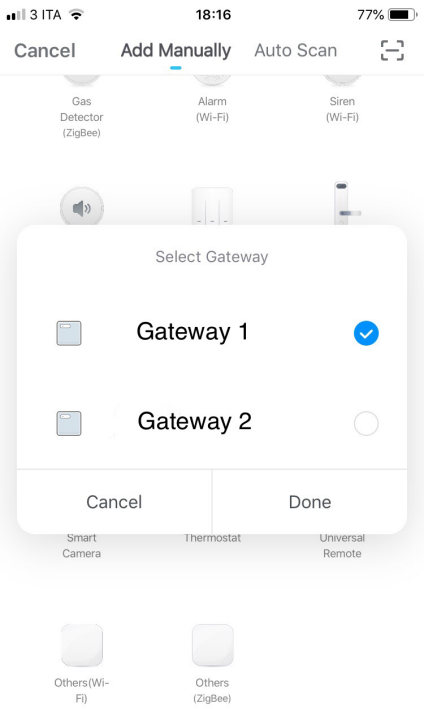 3 ITA 18:16 77%
Cancel Add Manually Auto Scan
Gas Alarm Siren
Detector (Wi-Fi) (Wi-Fi)
(ZigBee)
Select Gateway
Gateway 1
Gateway 2
Cancel Done
Smart Thermostat Universal
Camera Remote
Others(Wi- Others
Fi) (ZigBee)